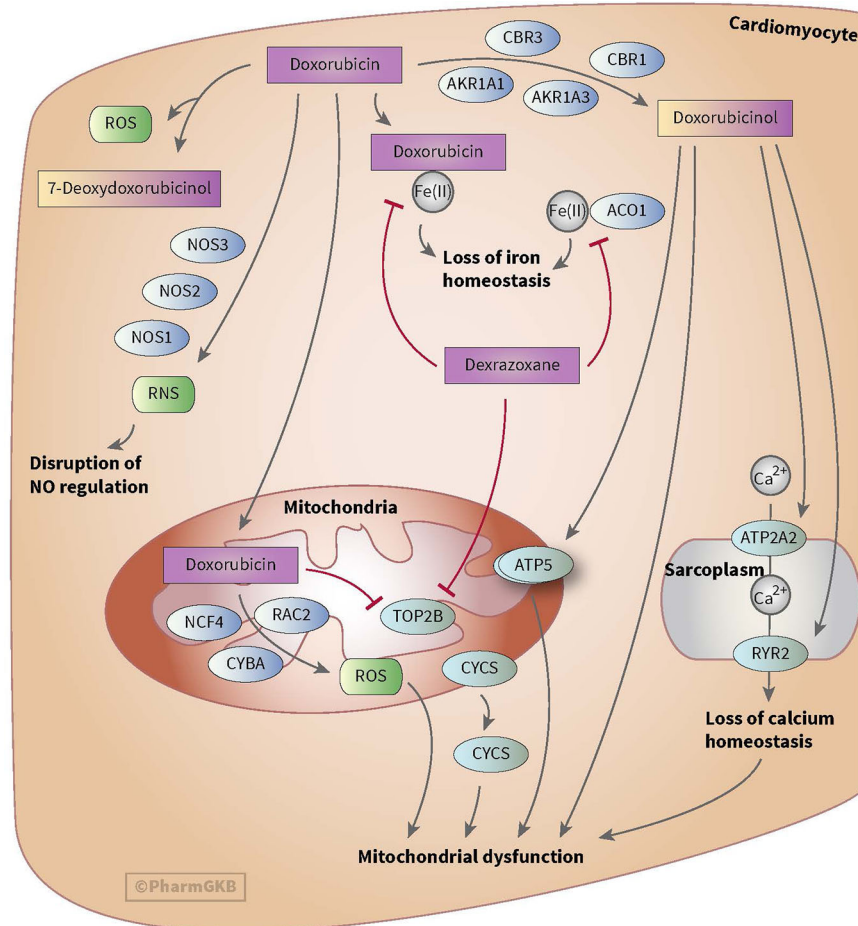 Cardiomyocyte
CBR3
Doxorubicin
CBR1
AKR1A1
AKR1A3
ROS
Doxorubicinol
Doxorubicin
7-Deoxydoxorubicinol
Fe(II)
Fe(II)
ACO1
NOS3
Loss of iron
homeostasis
NOS2
NOS1
Dexrazoxane
RNS
Disruption of
NO regulation
Ca2+
Mitochondria
ATP2A2
Doxorubicin
ATP5
Sarcoplasm
Ca2+
NCF4
RAC2
TOP2B
CYBA
ROS
CYCS
RYR2
Loss of calcium
homeostasis
CYCS
Mitochondrial dysfunction
©PharmGKB